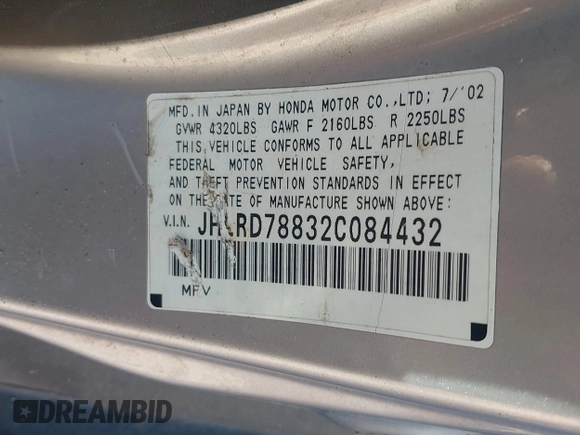 MFD. IN JAPAN BY HONDA MOTOR CO.,LTD; 7/'02
GVWR 4320LBS GAWR F 2160LBS R 2250LBS
THIS VEHICLE CONFORMS TO ALL APPLICABLE
FEDERAL MOTOR VEHICLE SAFETY,
AND THEFT PREVENTION STANDARDS IN EFFECT
ON THE DATE OF MANUFACTURE SHOWN ABOVE:
V.I.N. JHLRD78832C084432
MPV
DREAMBID